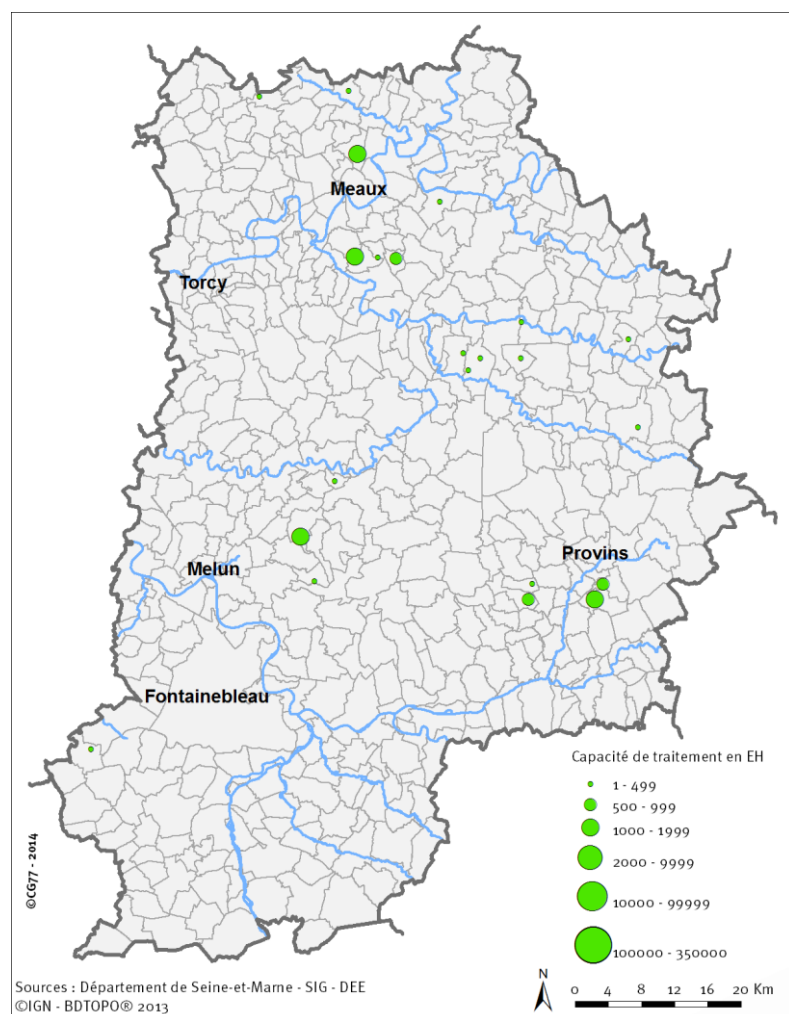 Meaux
Torcy
Provins
Melun
Fontainebleau
Capacité de traitement en EH
1 - 499
500 - 999
1000 - 1999
2000 - 9999
10000 - 99999
100000 - 350000
©CG77 - 2014
Sources : Département de Seine-et-Marne - SIG - DEE
©IGN - BDTOPO® 2013
N
0 4 8 12 16 20 Km